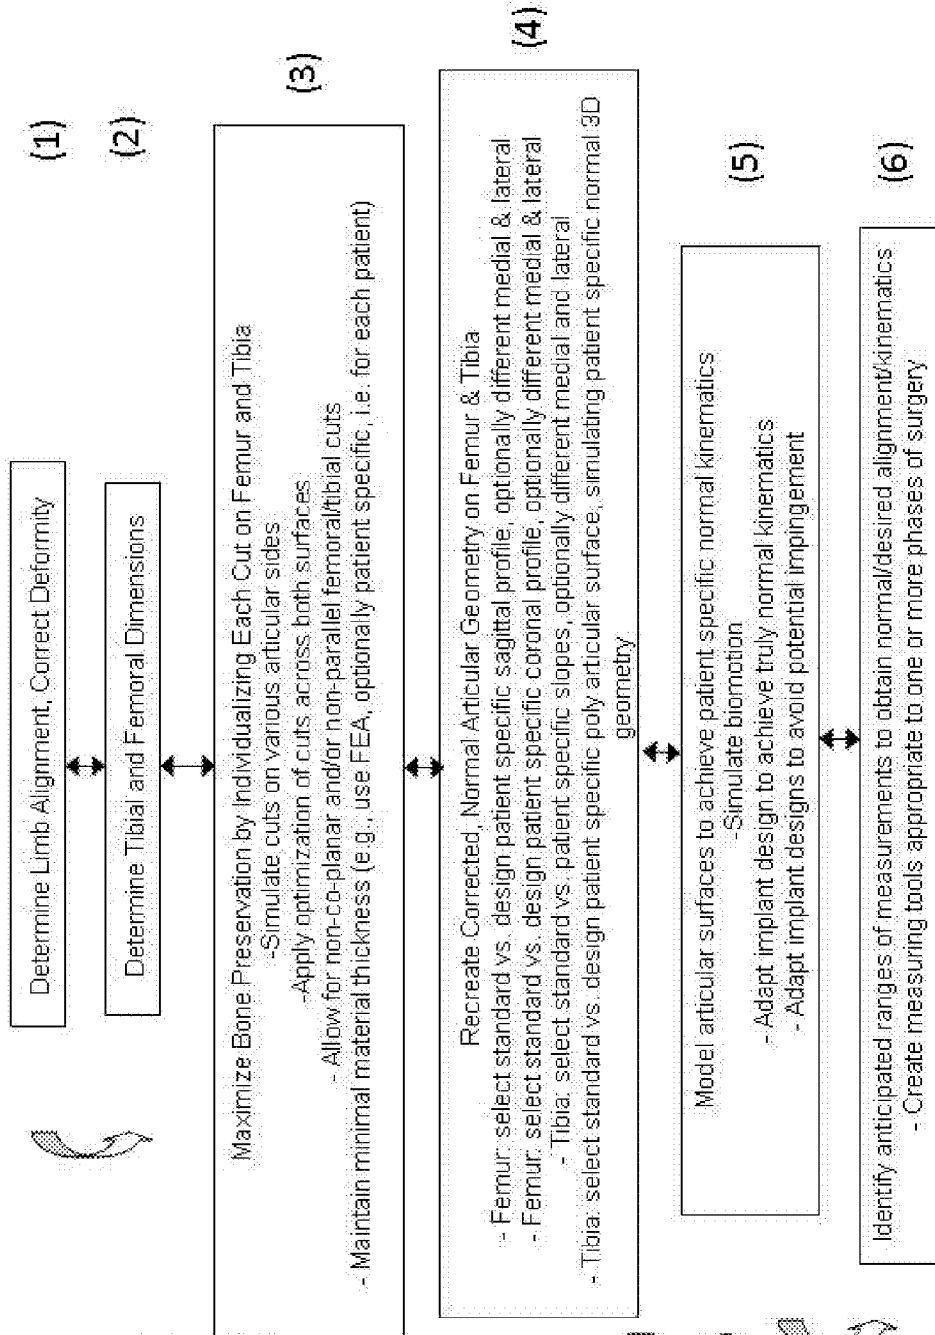 Determine Limb Alignment, Correct Deformity
(1)
Determine Tibial and Femoral Dimensions
(2)
Maximize Bone Preservation by Individualizing Each Cut on Femur and Tibia
-Simulate cuts on various articular sides
-Apply optimization of cuts across both surfaces
- Allow for non-co-planar and/or non-parallel femoral/tibial cuts
- Maintain minimal material thickness (e.g., use FEA, optionally patient specific, i.e. for each patient)
(3)
Recreate Corrected, Normal Articular Geometry on Femur & Tibia
- Femur: select standard vs. design patient specific sagittal profile, optionally different medial & lateral
- Femur: select standard vs. design patient specific coronal profile, optionally different medial & lateral
- Tibia: select standard vs. patient specific slopes, optionally different medial and lateral
- Tibia: select standard vs. design patient specific poly articular surface, simulating patient specific normal 3D
geometry
(4)
Model articular surfaces to achieve patient specific normal kinematics
-Simulate biomotion
- Adapt implant design to achieve truly normal kinematics
- Adapt implant designs to avoid potential impingement
(5)
Identify anticipated ranges of measurements to obtain normal/desired alignment/kinematics
- Create measuring tools appropriate to one or more phases of surgery
(6)